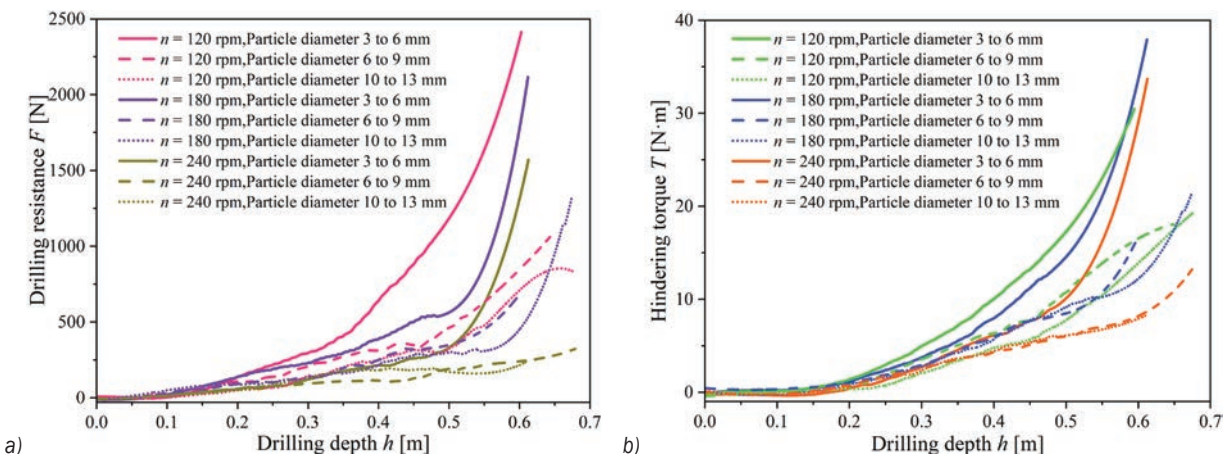 2500
2000
1500
1250
1000
500
250
0
0.0 0.1 0.2 0.3 0.4 0.5 0.6 0.7
Drilling resistance F [N]
Drilling depth h [m]
n = 120 rpm,Particle diameter 3 to 6 mm
n = 120 rpm,Particle diameter 6 to 9 mm
n = 120 rpm,Particle diameter 10 to 13 mm
n = 180 rpm,Particle diameter 3 to 6 mm
n = 180 rpm,Particle diameter 6 to 9 mm
n = 180 rpm,Particle diameter 10 to 13 mm
n = 240 rpm,Particle diameter 3 to 6 mm
n = 240 rpm,Particle diameter 6 to 9 mm
n = 240 rpm,Particle diameter 10 to 13 mm
a)
40
30
20
10
0
0.0 0.1 0.2 0.3 0.4 0.5 0.6 0.7
Hindering torque T [N·m]
Drilling depth h [m]
n = 120 rpm,Particle diameter 3 to 6 mm
n = 120 rpm,Particle diameter 6 to 9 mm
n = 120 rpm,Particle diameter 10 to 13 mm
n = 180 rpm,Particle diameter 3 to 6 mm
n = 180 rpm,Particle diameter 6 to 9 mm
n = 180 rpm,Particle diameter 10 to 13 mm
n = 240 rpm,Particle diameter 3 to 6 mm
n = 240 rpm,Particle diameter 6 to 9 mm
n = 240 rpm,Particle diameter 10 to 13 mm
b)